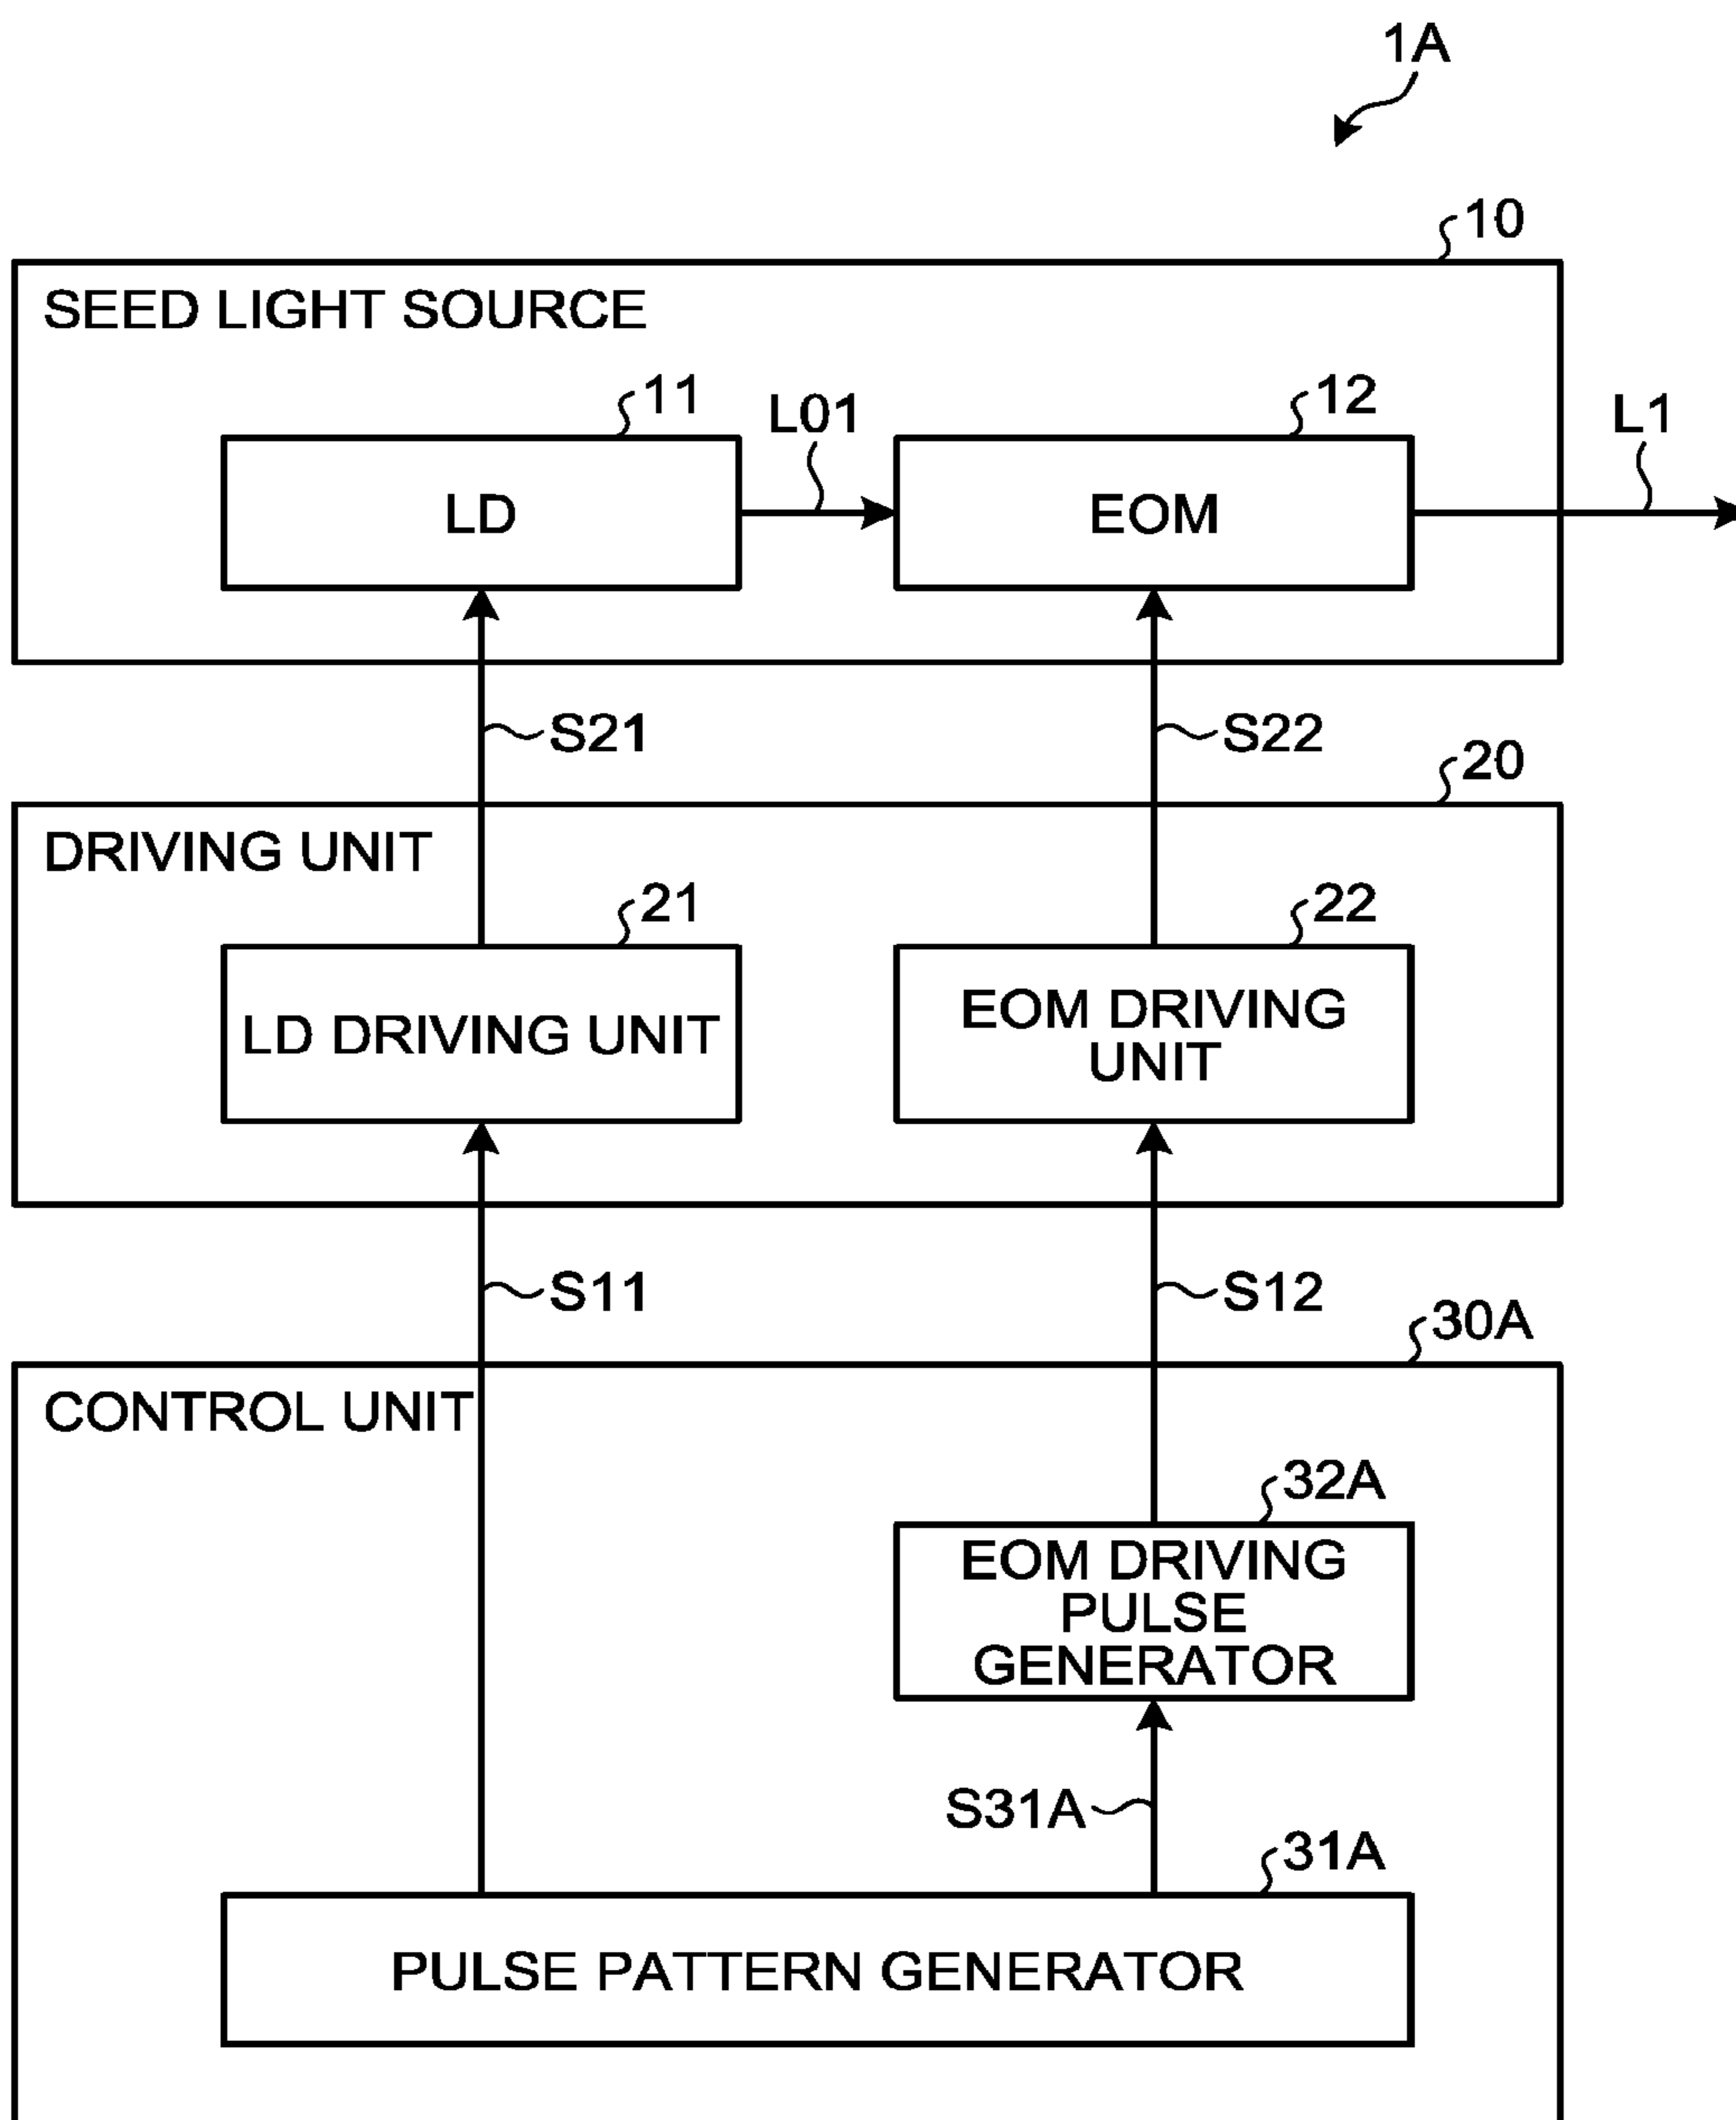 1A
10
SEED LIGHT SOURCE
11
L01
12
L1
LD
EOM
S21
S22
20
DRIVING UNIT
21
22
LD DRIVING UNIT
EOM DRIVING
UNIT
S11
S12
30A
CONTROL UNIT
32A
EOM DRIVING
PULSE
GENERATOR
S31A
31A
PULSE PATTERN GENERATOR